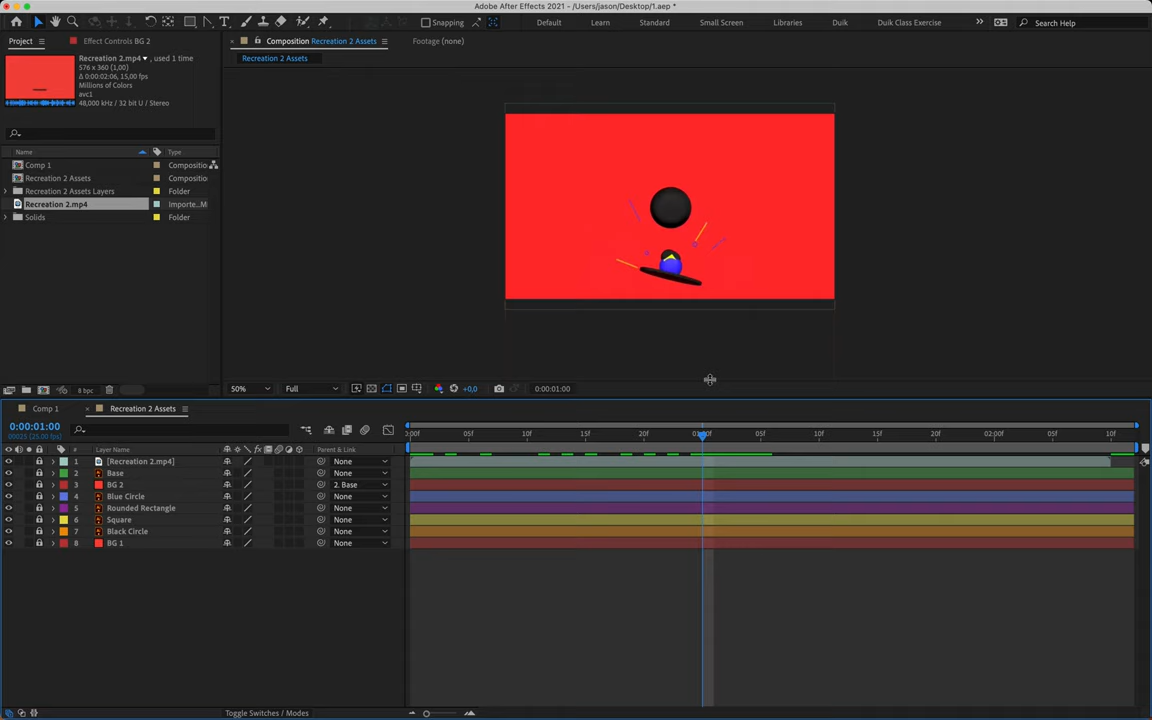 Adobe After Effects 2021 - /Users/jason/Desktop/1.aep *
Snapping
Default Learn Standard Small Screen Libraries Duik Duik Class Exercise Search Help
Project Effect Controls BG 2
Composition Recreation 2 Assets Footage (none)
Recreation 2 Assets
Recreation 2.mp4 , used 1 time
576 x 360 (1,00)
Δ 0:00:02:06, 15,00 fps
Millions of Colors
avc1
48,000 kHz / 32 bit U / Stereo
Name Type
Comp 1 Compositio
Recreation 2 Assets Compositio
Recreation 2 Assets Layers Folder
Recreation 2.mp4 Importe...M
Solids Folder
8 bpc
50% Full +0,0 0:00:01:00
Comp 1 Recreation 2 Assets
0:00:01:00
00025 (25.00 fps)
# Layer Name Parent & Link
0:00f 05f 10f 15f 20f 01:00f 05f 10f 15f 20f 02:00f 05f 10f
1 [Recreation 2.mp4] None
2 Base None
3 BG 2 2. Base
4 Blue Circle None
5 Rounded Rectangle None
6 Square None
7 Black Circle None
8 BG 1 None
Toggle Switches / Modes